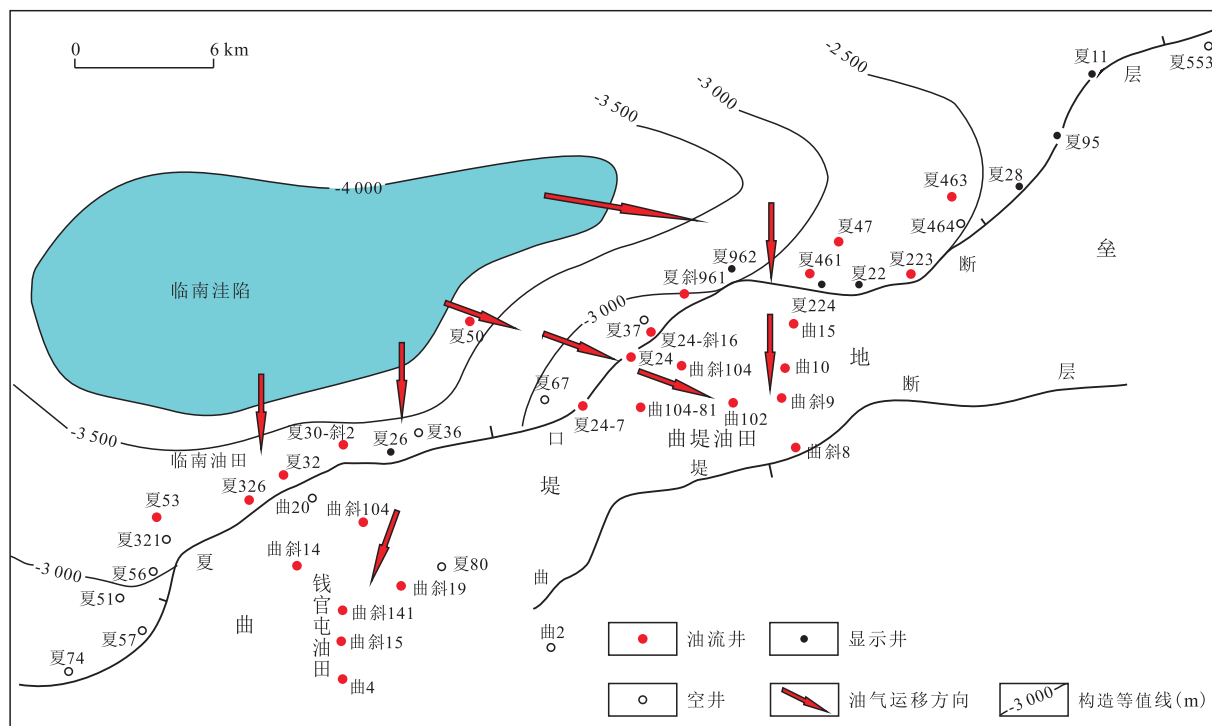 0 6 km
-2 500
夏11
层
夏553
-3 000
-3 500
夏95
-4 000
夏28
夏463
夏464
夏47
垒
断
夏962
夏461
夏223
夏斜961
夏22
临南洼陷
夏224
-3 000
夏37
曲15
夏50
夏24-斜16
夏24
地
曲斜104
曲10
层
断
夏67
曲斜9
夏24-7
曲104-81
曲102
-3 500
夏30-斜2
夏26
夏36
口
曲堤油田
临南油田
曲斜8
夏32
堤
堤
夏326
夏53
曲20
曲斜104
夏321
曲斜14
夏
夏56
夏80
曲
-3 000
钱官屯油田
曲斜19
夏51
曲斜141
曲
夏57
曲斜15
曲2
夏74
曲4
油流井
显示井
空井
油气运移方向
-3 000
构造等值线(m)